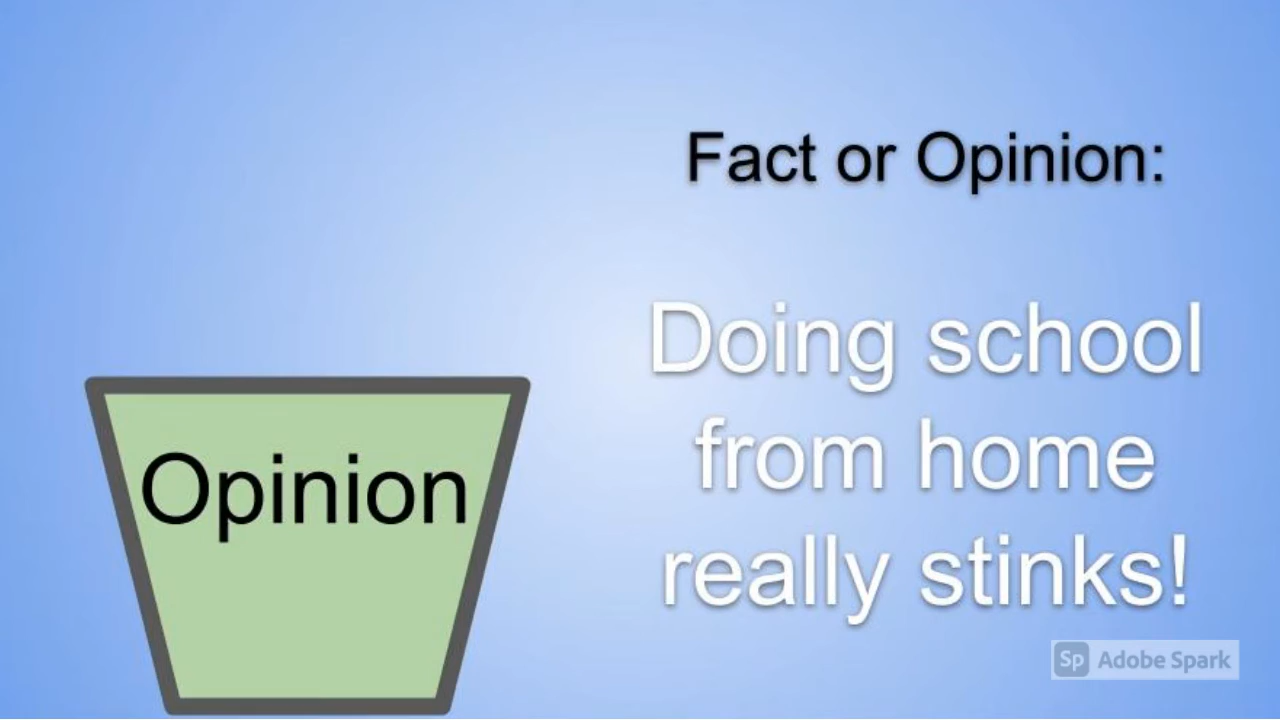 Fact or Opinion:
Doing school
from home
really stinks!
Opinion
Sp Adobe Spark